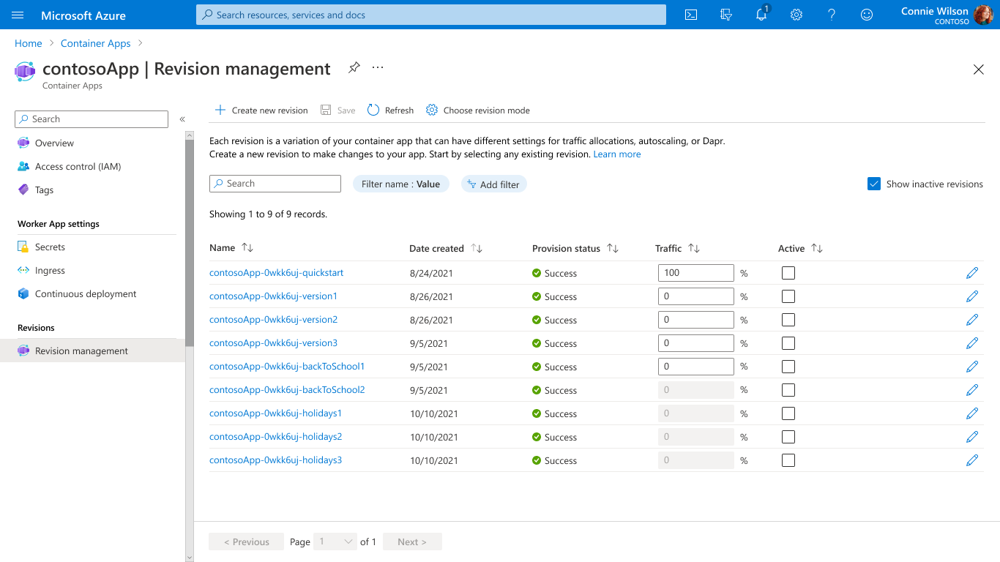 Microsoft Azure
Search resources, services and docs
1
Connie Wilson
CONTOSO
Home > Container Apps >
contosoApp | Revision management ...
Container Apps
Search «
Overview
Access control (IAM)
Tags
Worker App settings
Secrets
Ingress
Continuous deployment
Revisions
Revision management
Create new revision Save Refresh Choose revision mode
Each revision is a variation of your container app that can have different settings for traffic allocations, autoscaling, or Dapr.
Create a new revision to make changes to your app. Start by selecting any existing revision. Learn more
Search Filter name : Value Add filter Show inactive revisions
Showing 1 to 9 of 9 records.
Name Date created Provision status Traffic Active
contosoApp-0wkk6uj-quickstart 8/24/2021 Success 100 %
contosoApp-0wkk6uj-version1 8/26/2021 Success 0 %
contosoApp-0wkk6uj-version2 8/26/2021 Success 0 %
contosoApp-0wkk6uj-version3 9/5/2021 Success 0 %
contosoApp-0wkk6uj-backToSchool1 9/5/2021 Success 0 %
contosoApp-0wkk6uj-backToSchool2 9/5/2021 Success 0 %
contosoApp-0wkk6uj-holidays1 10/10/2021 Success 0 %
contosoApp-0wkk6uj-holidays2 10/10/2021 Success 0 %
contosoApp-0wkk6uj-holidays3 10/10/2021 Success 0 %
< Previous Page 1 of 1 Next >